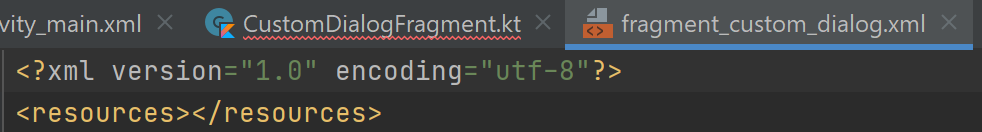 vity_main.xml CustomDialogFragment.kt fragment_custom_dialog.xml
<?xml version="1.0" encoding="utf-8"?>
<resources></resources>